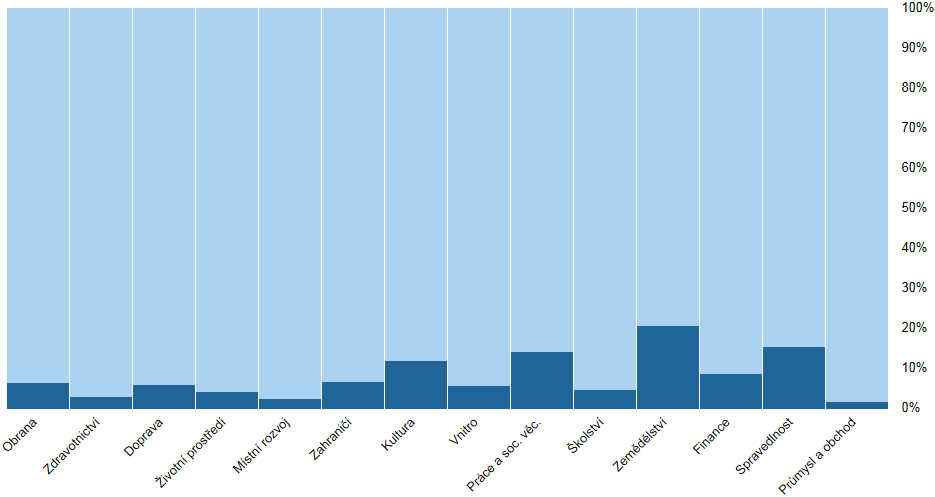 100%
90%
80%
70%
60%
50%
40%
30%
20%
10%
0%
Obrana
Zdravotnictví
Doprava
Životní prostředí
Místní rozvoj
Zahraničí
Kultura
Vnitro
Práce a soc. věc.
Školství
Zemědělství
Finance
Spravedlnost
Průmysl a obchod